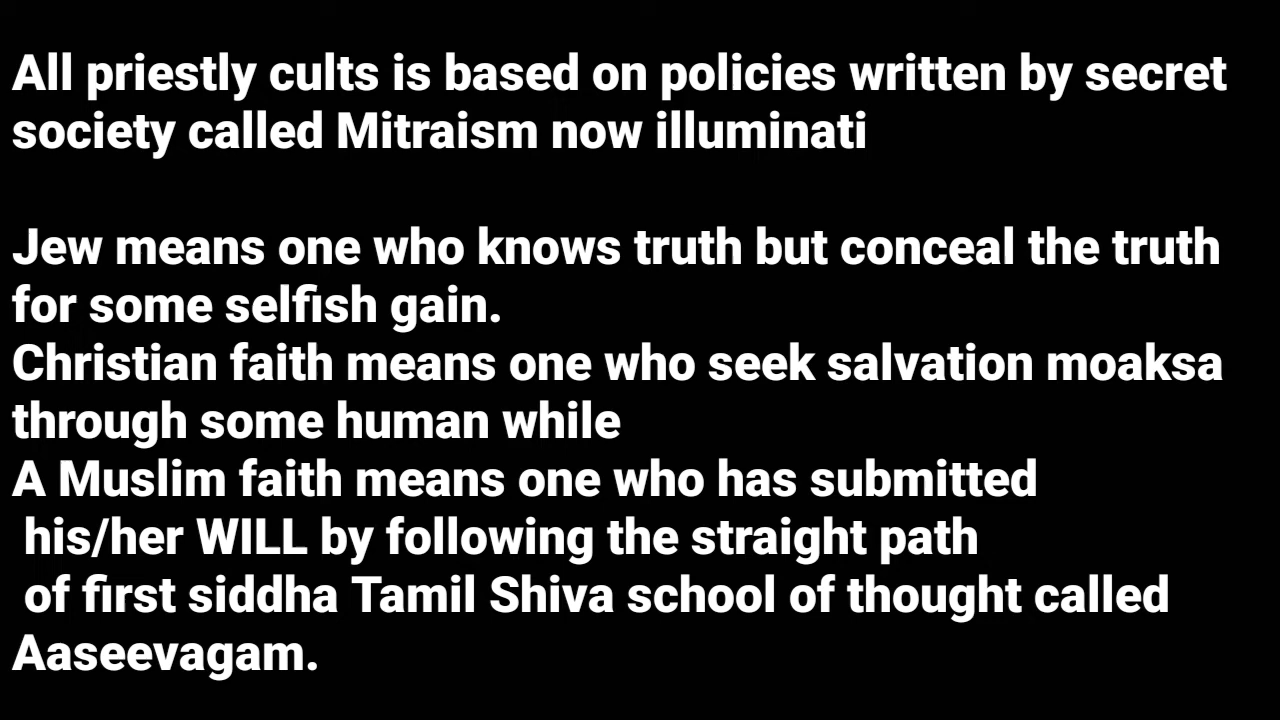 All priestly cults is based on policies written by secret
society called Mitraism now illuminati
Jew means one who knows truth but conceal the truth
for some selfish gain.
Christian faith means one who seek salvation moaksa
through some human while
A Muslim faith means one who has submitted
his/her WILL by following the straight path
of first siddha Tamil Shiva school of thought called
Aaseevagam.